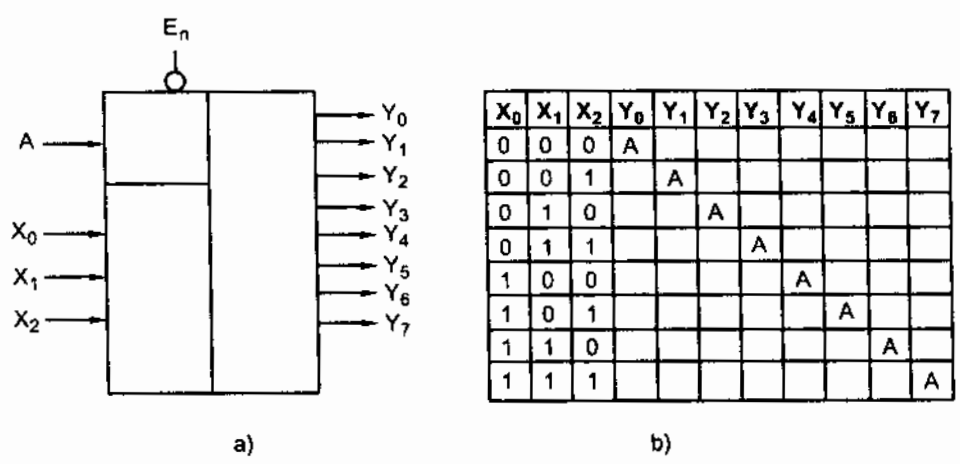 Eₙ
A
X₀
X₁
X₂
Y₀
Y₁
Y₂
Y₃
Y₄
Y₅
Y₆
Y₇
a)
X₀ X₁ X₂ Y₀ Y₁ Y₂ Y₃ Y₄ Y₅ Y₆ Y₇
0 0 0 A
0 0 1 A
0 1 0 A
0 1 1 A
1 0 0 A
1 0 1 A
1 1 0 A
1 1 1 A
b)